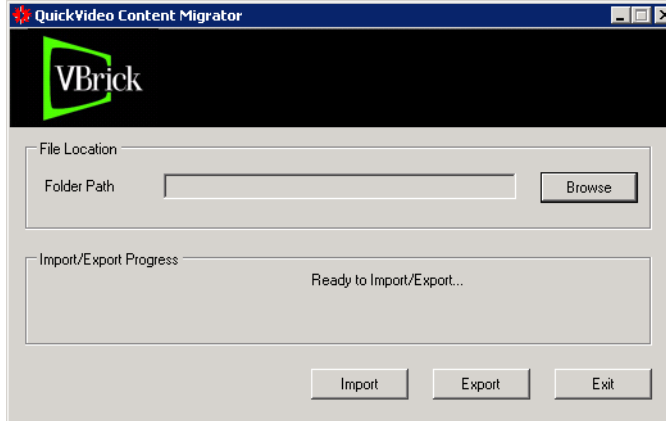 QuickVideo Content Migrator
VBrick
File Location
Folder Path
Browse
Import/Export Progress
Ready to Import/Export...
Import
Export
Exit